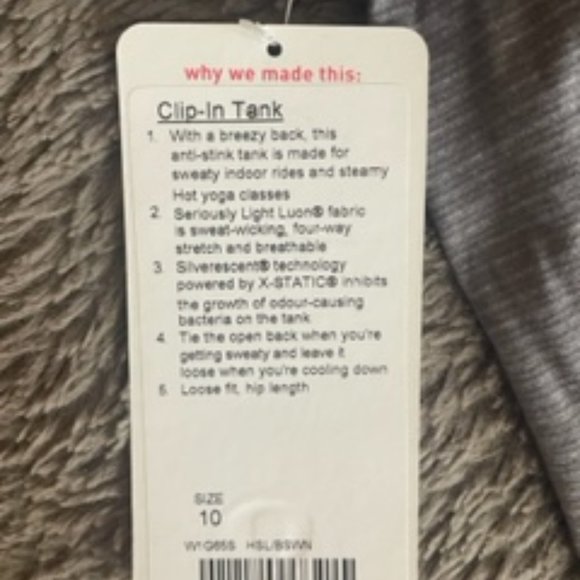 why we made this:
Clip-In Tank
1. With a breezy back, this
anti-stink tank is made for
sweaty indoor rides and steamy
Hot yoga classes
2. Seriously Light Luon® fabric
is sweat-wicking, four-way
stretch and breathable
3. Silverescent® technology
powered by X-STATIC® inhibits
the growth of odour-causing
bacteria on the tank
4. Tie the open back when you're
getting sweaty and leave it
loose when you're cooling down
5. Loose fit, hip length
SIZE
10
W1G65S HSL/BSWN